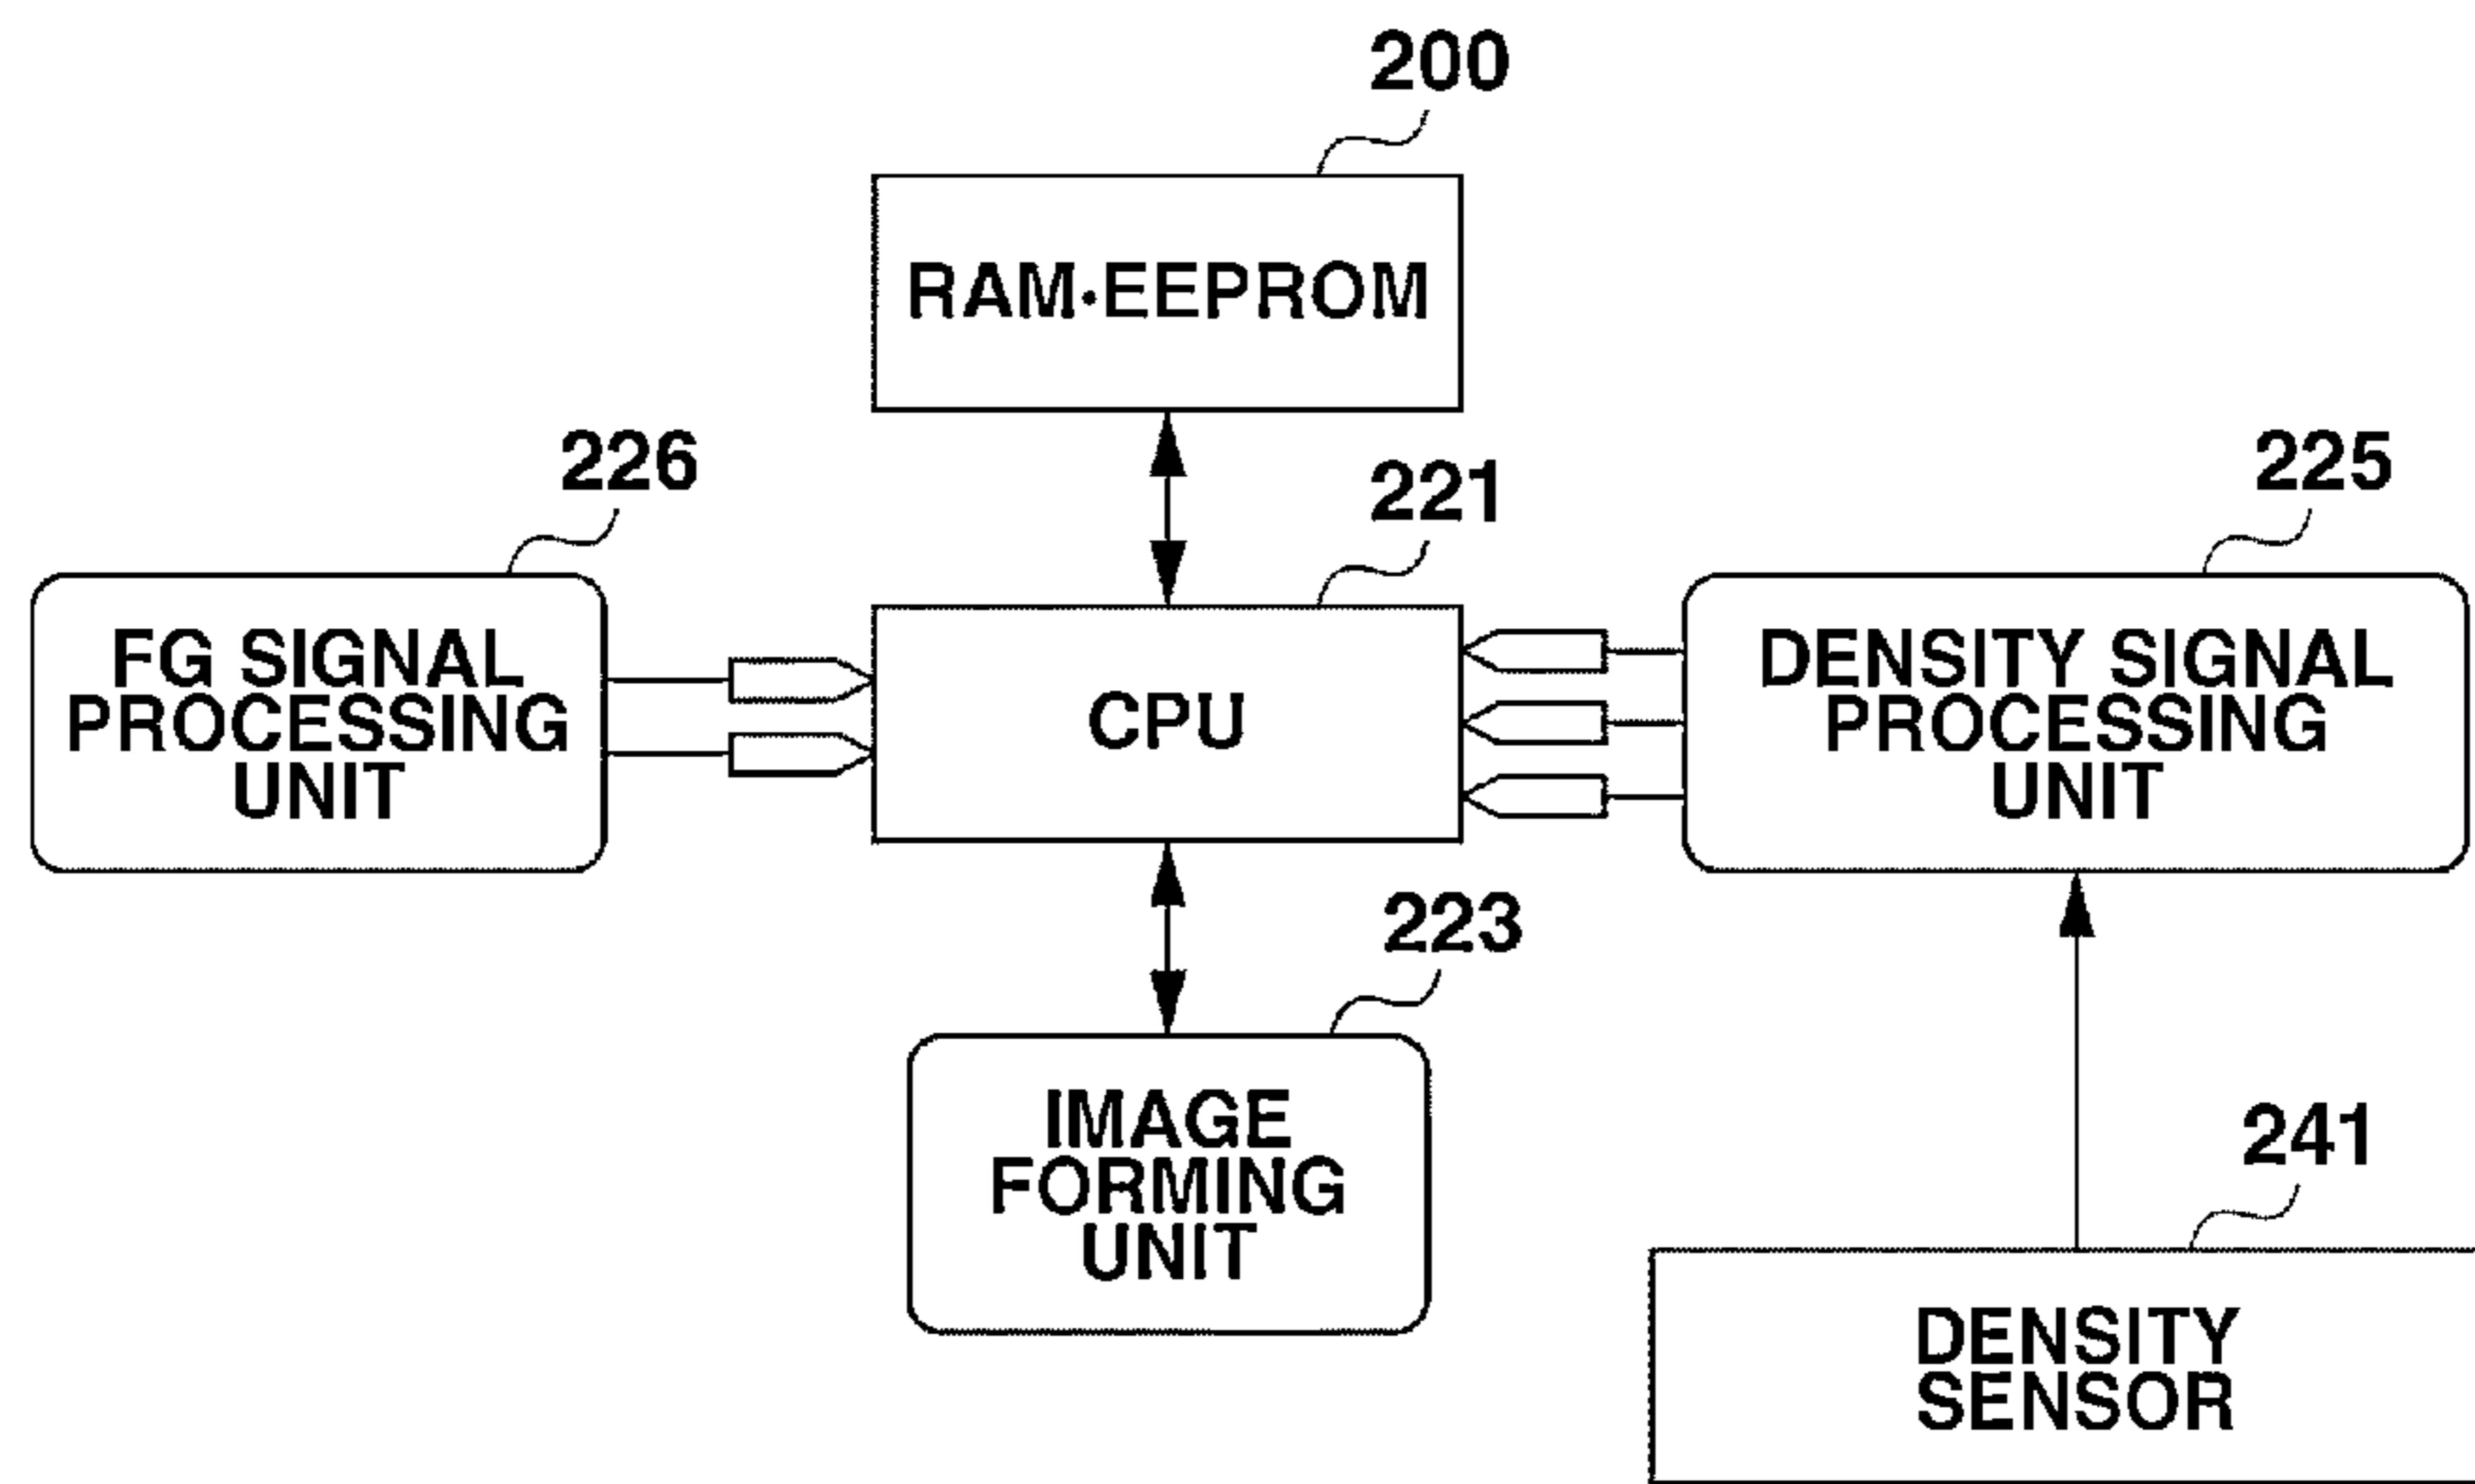 200
RAM·EEPROM
226
221
225
FG SIGNAL
PROCESSING
UNIT
CPU
DENSITY SIGNAL
PROCESSING
UNIT
223
IMAGE
FORMING
UNIT
241
DENSITY
SENSOR